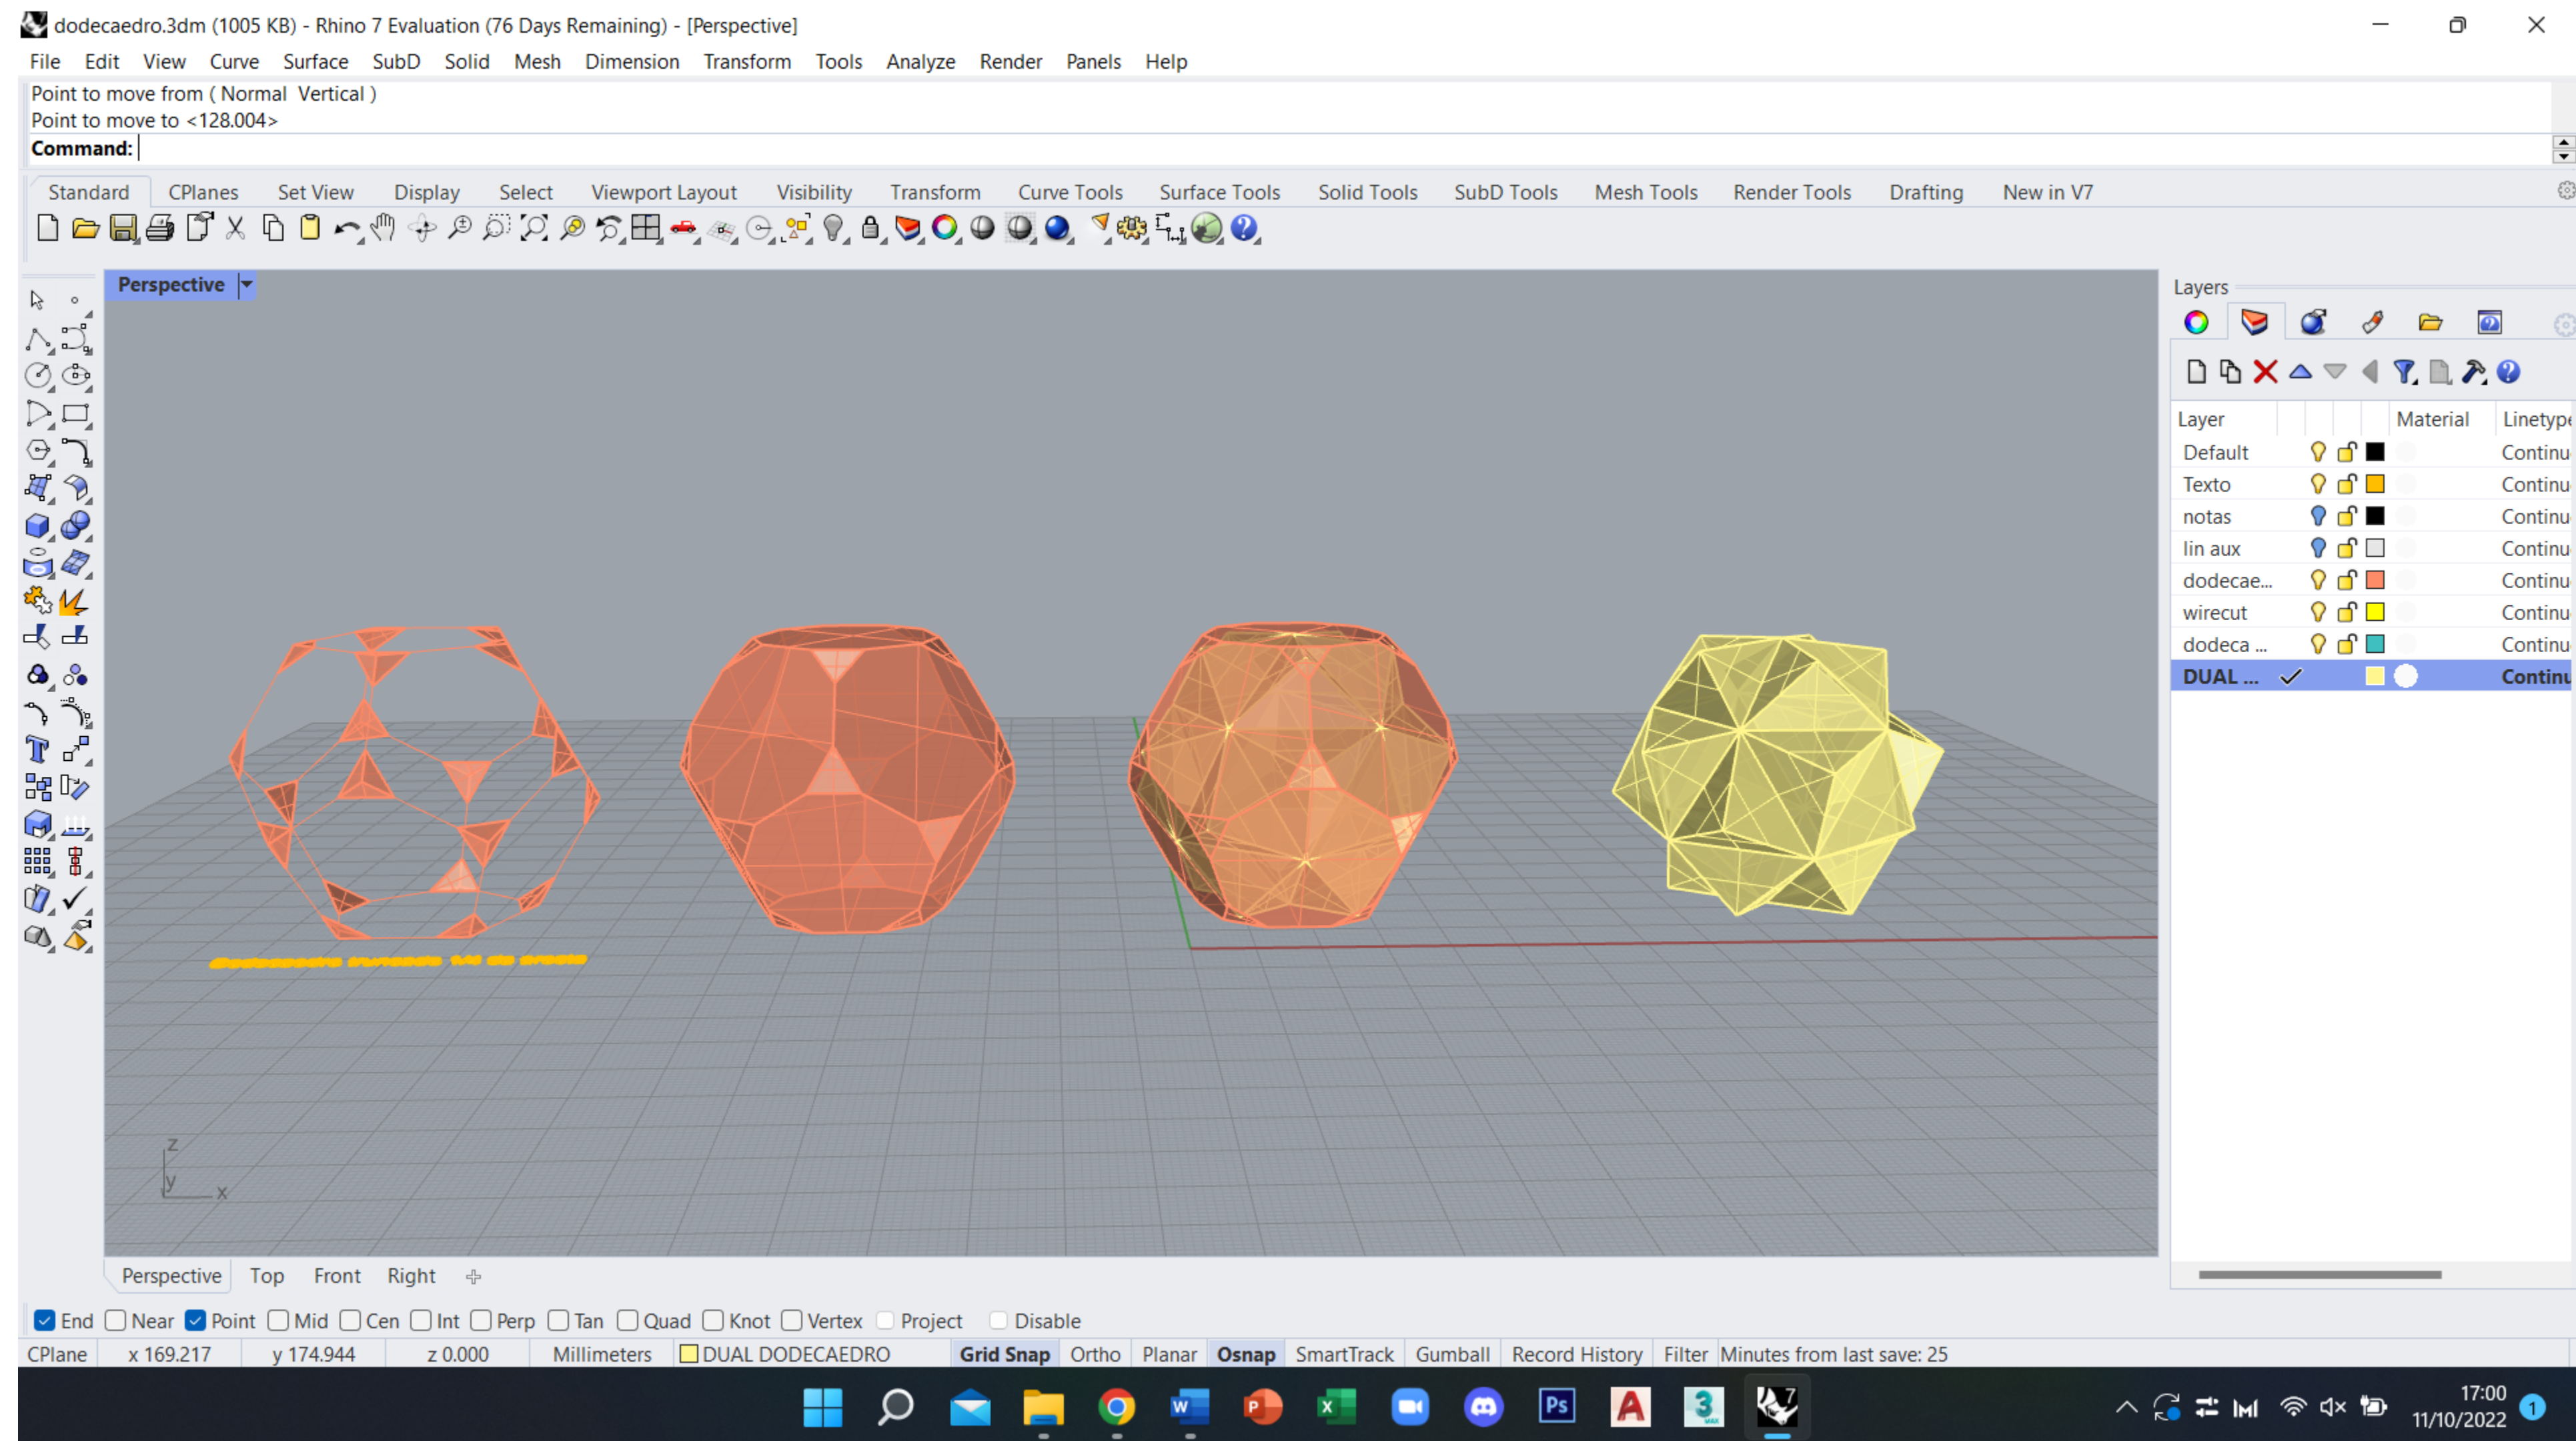 dodecaedro.3dm (1005 KB) - Rhino 7 Evaluation (76 Days Remaining) - [Perspective]
File Edit View Curve Surface SubD Solid Mesh Dimension Transform Tools Analyze Render Panels Help
Point to move from ( Normal Vertical )
Point to move to <128.004>
Command:
Standard CPlanes Set View Display Select Viewport Layout Visibility Transform Curve Tools Surface Tools Solid Tools SubD Tools Mesh Tools Render Tools Drafting New in V7
Perspective
Layers
Layer Material Linetype
Default Continu
Texto Continu
notas Continu
lin aux Continu
dodecae... Continu
wirecut Continu
dodeca ... Continu
DUAL ... Continu
z
y x
Perspective Top Front Right
End Near Point Mid Cen Int Perp Tan Quad Knot Vertex Project Disable
CPlane x 169.217 y 174.944 z 0.000 Millimeters DUAL DODECAEDRO Grid Snap Ortho Planar Osnap SmartTrack Gumball Record History Filter Minutes from last save: 25
W P X Ps A 3 MAX 7
17:00
11/10/2022 1